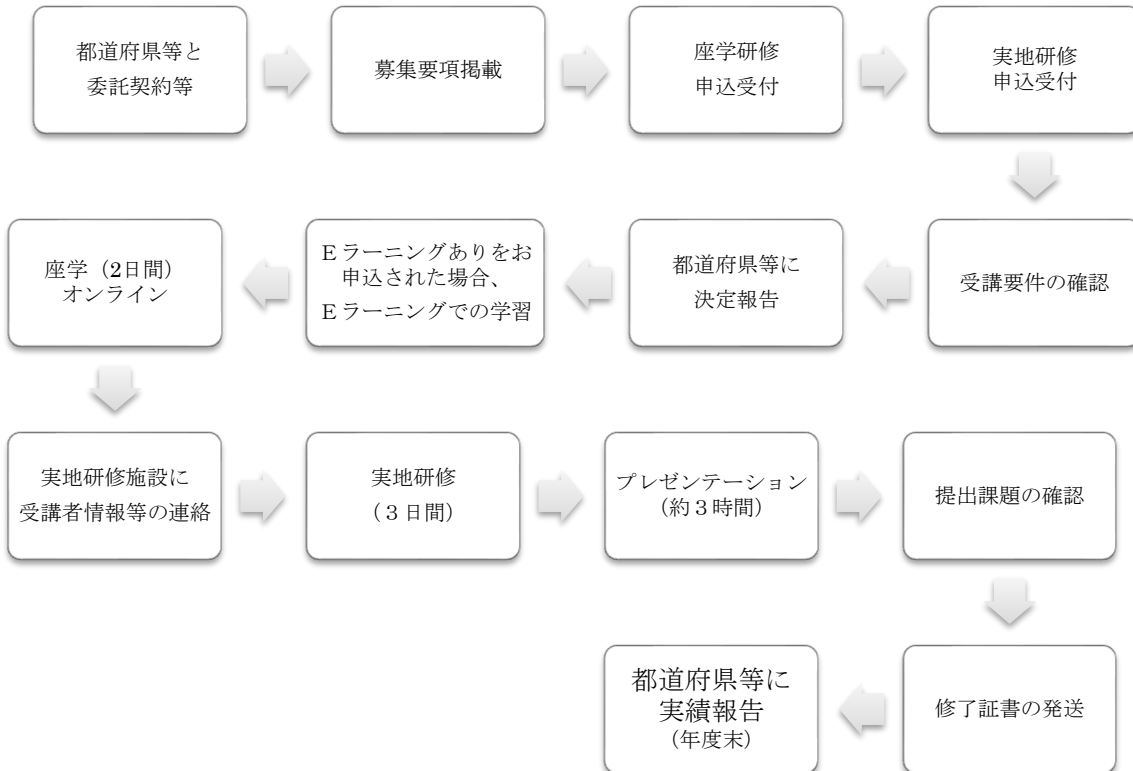 都道府県等と
委託契約等
募集要項掲載
座学研修
申込受付
実地研修
申込受付
受講要件の確認
都道府県等に
決定報告
Ｅラーニングありをお
申込された場合、
Ｅラーニングでの学習
座学（2日間）
オンライン
実地研修施設に
受講者情報等の連絡
実地研修
（３日間）
プレゼンテーション
（約３時間）
提出課題の確認
修了証書の発送
都道府県等に
実績報告
（年度末）